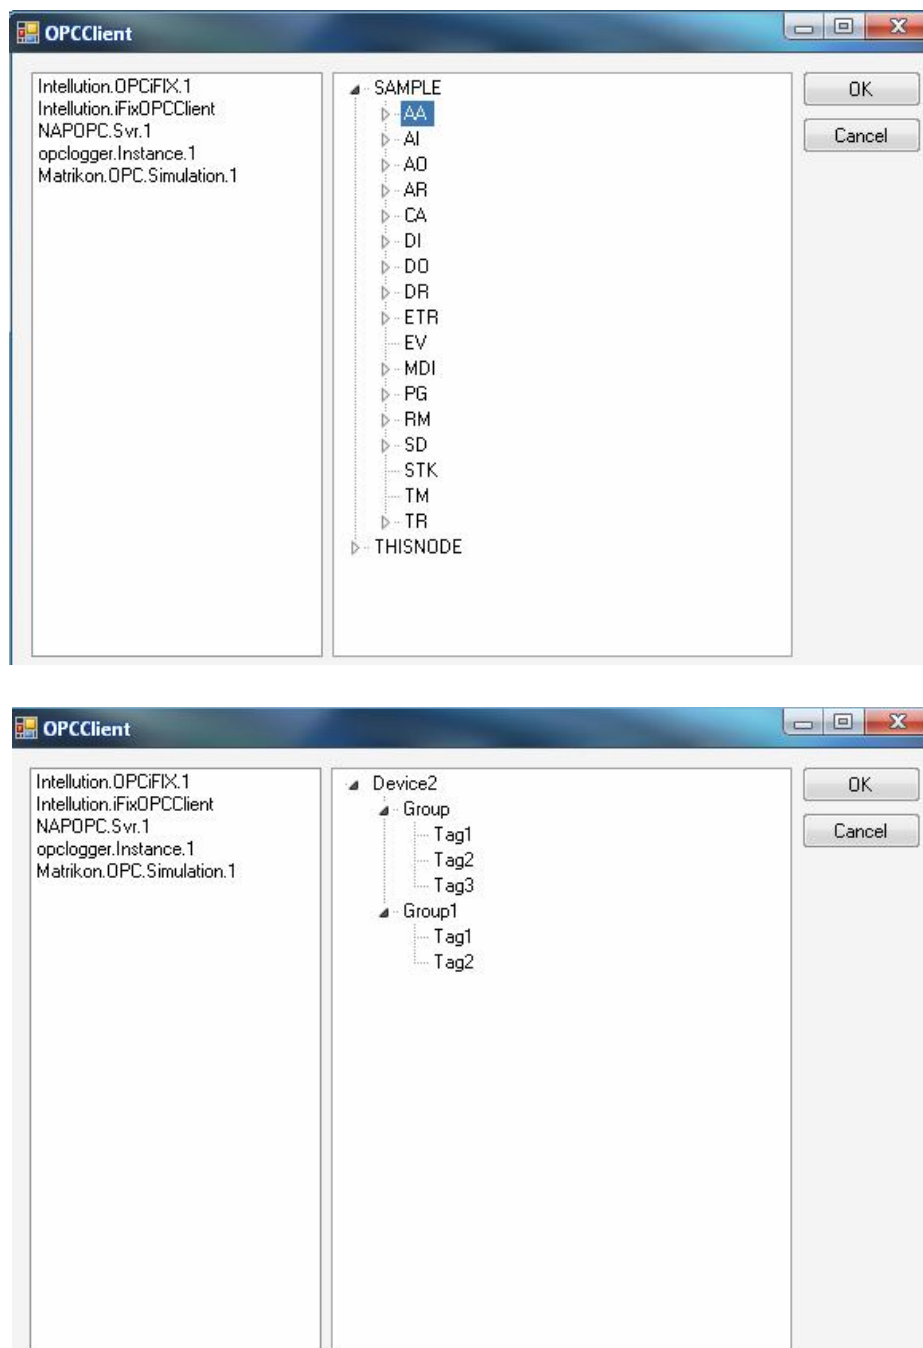 OPCClient
Intellution.OPCiFIX.1
Intellution.iFixOPCClient
NAPOPC.Svr.1
opclogger.Instance.1
Matrikon.OPC.Simulation.1
SAMPLE
AA
AI
AO
AR
CA
DI
DO
DR
ETR
EV
MDI
PG
RM
SD
STK
TM
TR
THISNODE
OK
Cancel
OPCClient
Intellution.OPCiFIX.1
Intellution.iFixOPCClient
NAPOPC.Svr.1
opclogger.Instance.1
Matrikon.OPC.Simulation.1
Device2
Group
Tag1
Tag2
Tag3
Group1
Tag1
Tag2
OK
Cancel